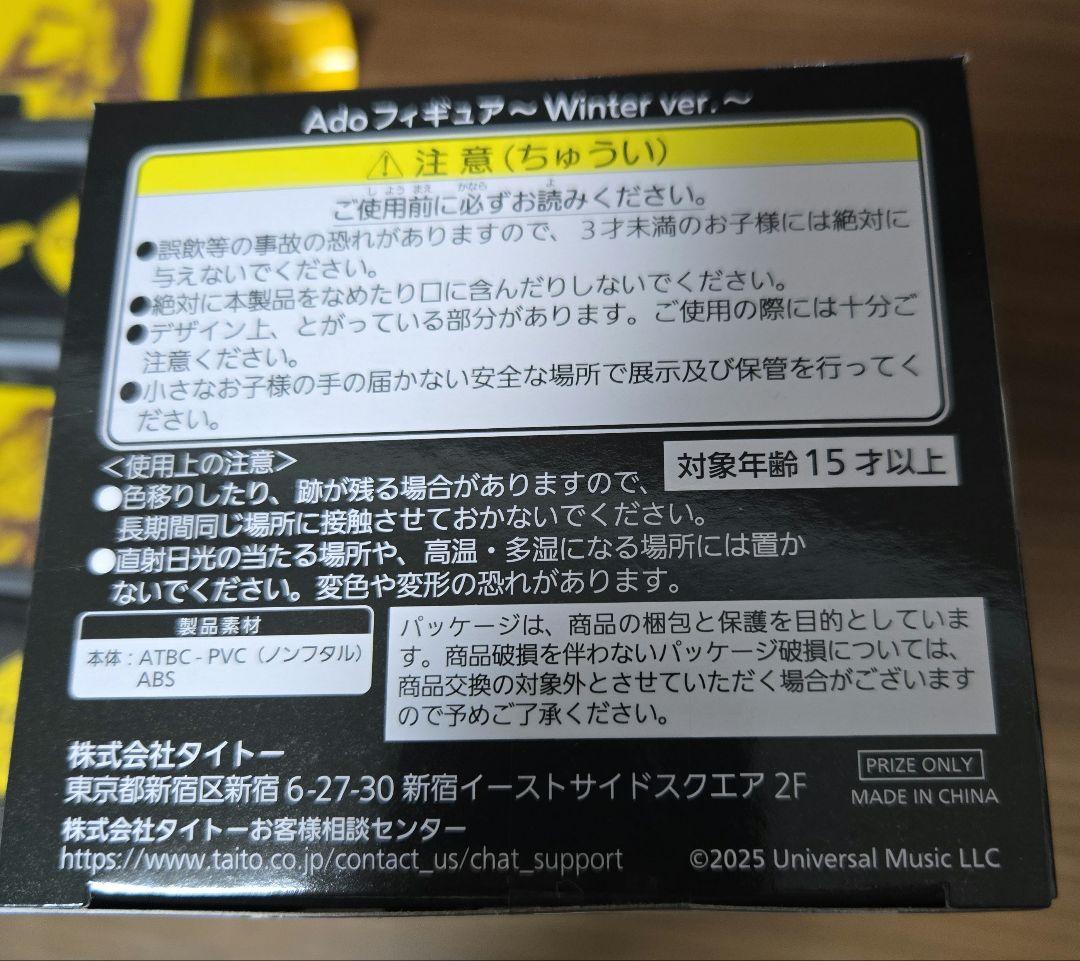 Adoフィギュア～Winter ver.～
⚠注意(ちゅうい)
ご使用前に必ずお読みください。
●誤飲等の事故の恐れがありますので、３才未満のお子様には絶対に
与えないでください。
●絶対に本製品をなめたり口に含んだりしないでください。
●デザイン上、とがっている部分があります。ご使用の際には十分ご
注意ください。
●小さなお子様の手の届かない安全な場所で展示及び保管を行ってく
ださい。
＜使用上の注意＞
対象年齢15才以上
●色移りしたり、跡が残る場合がありますので、
長期間同じ場所に接触させておかないでください。
●直射日光の当たる場所や、高温・多湿になる場所には置か
ないでください。変色や変形の恐れがあります。
製品素材
本体：ATBC-PVC（ノンフタル）
ABS
パッケージは、商品の梱包と保護を目的としていま
す。商品破損を伴わないパッケージ破損については、
商品交換の対象外とさせていただく場合がございます
ので予めご了承ください。
株式会社タイトー
東京都新宿区新宿6-27-30 新宿イーストサイドスクエア 2F
株式会社タイトーお客様相談センター
https://www.taito.co.jp/contact_us/chat_support
PRIZE ONLY
MADE IN CHINA
©2025 Universal Music LLC